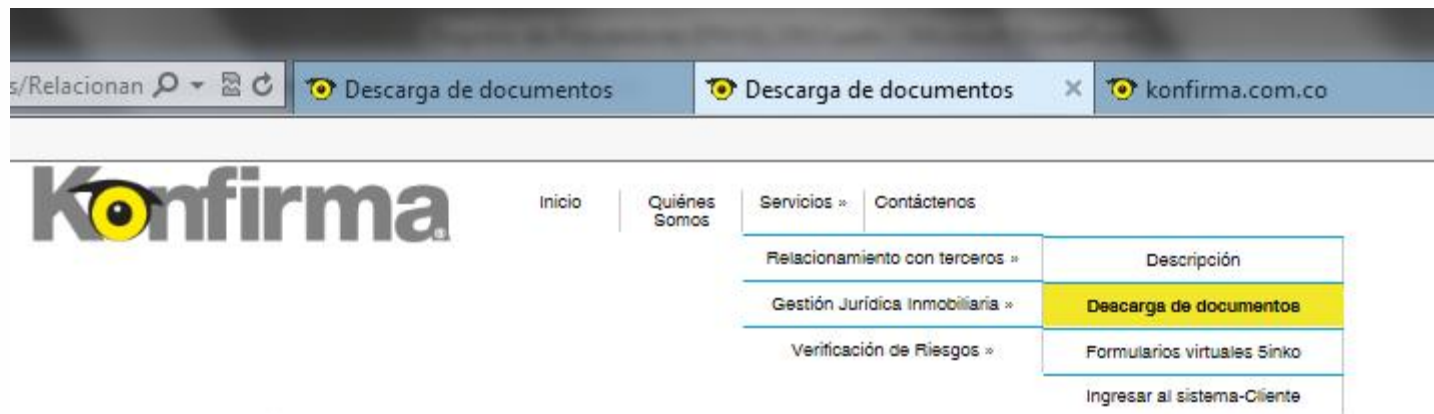 s/Relacionan
Descarga de documentos
Descarga de documentos
konfirma.com.co
Konfirma®
Inicio
Quiénes
Somos
Servicios »
Contáctenos
Relacionamiento con terceros »
Descripción
Gestión Jurídica Inmobiliaria »
Descarga de documentos
Verificación de Riesgos »
Formularios virtuales Sinko
Ingresar al sistema-Cliente